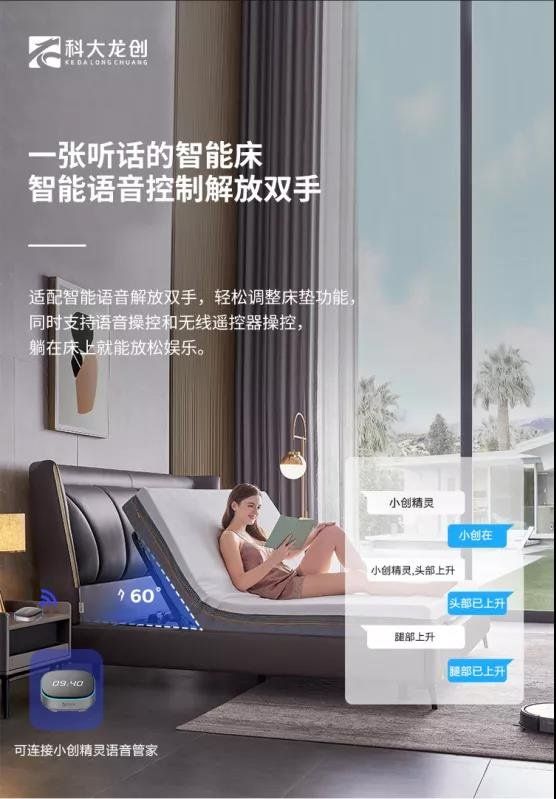 科大龙创
KEDALONGCHUANG
一张听话的智能床
智能语音控制解放双手
适配智能语音解放双手，轻松调整床垫功能，
同时支持语音操控和无线遥控器操控，
躺在床上就能放松娱乐。
小创精灵
小创在
小创精灵,头部上升
头部已上升
腿部上升
腿部已上升
60°
09:40
可连接小创精灵语音管家